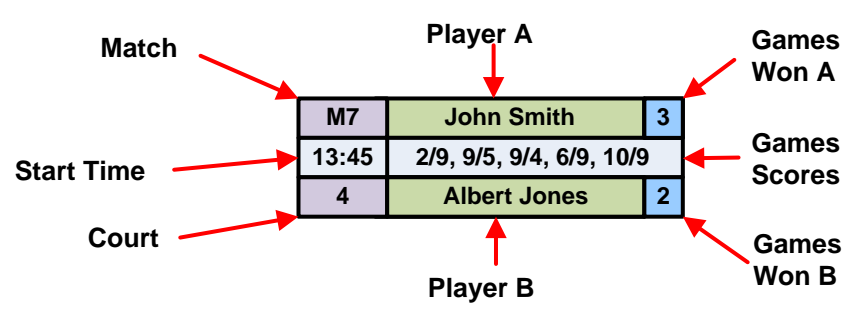 Match
Player A
Games
Won A
M7
John Smith
3
Start Time
13:45
2/9, 9/5, 9/4, 6/9, 10/9
Games
Scores
4
Albert Jones
2
Court
Player B
Games
Won B